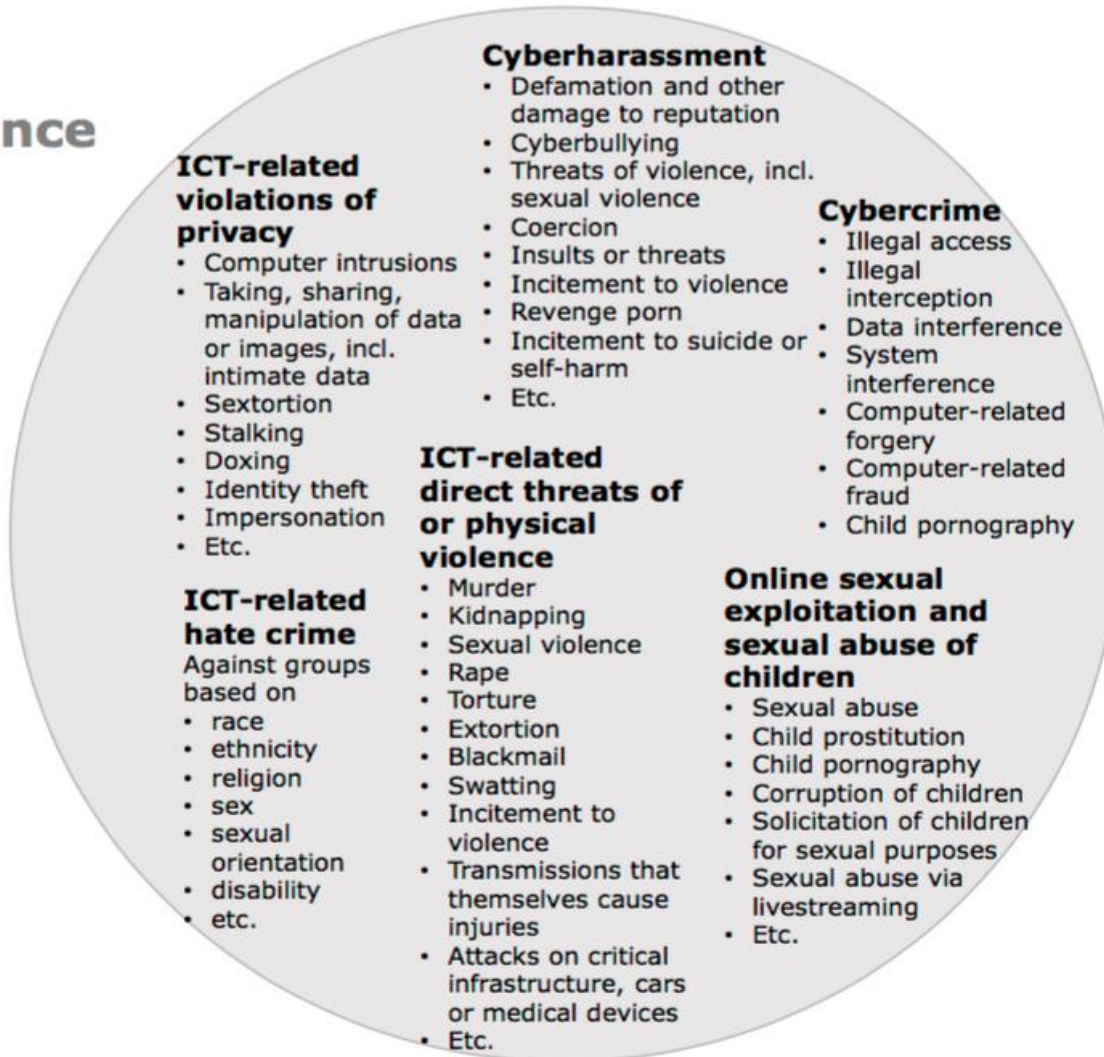 nce
Cyberharassment
• Defamation and other
damage to reputation
• Cyberbullying
• Threats of violence, incl.
sexual violence
• Coercion
• Insults or threats
• Incitement to violence
• Revenge porn
• Incitement to suicide or
self-harm
• Etc.
ICT-related
violations of
privacy
• Computer intrusions
• Taking, sharing,
manipulation of data
or images, incl.
intimate data
• Sextortion
• Stalking
• Doxing
• Identity theft
• Impersonation
• Etc.
Cybercrime
• Illegal access
• Illegal
interception
• Data interference
• System
interference
• Computer-related
forgery
• Computer-related
fraud
• Child pornography
ICT-related
direct threats of
or physical
violence
• Murder
• Kidnapping
• Sexual violence
• Rape
• Torture
• Extortion
• Blackmail
• Swatting
• Incitement to
violence
• Transmissions that
themselves cause
injuries
• Attacks on critical
infrastructure, cars
or medical devices
• Etc.
ICT-related
hate crime
Against groups
based on
• race
• ethnicity
• religion
• sex
• sexual
orientation
• disability
• etc.
Online sexual
exploitation and
sexual abuse of
children
• Sexual abuse
• Child prostitution
• Child pornography
• Corruption of children
• Solicitation of children
for sexual purposes
• Sexual abuse via
livestreaming
• Etc.